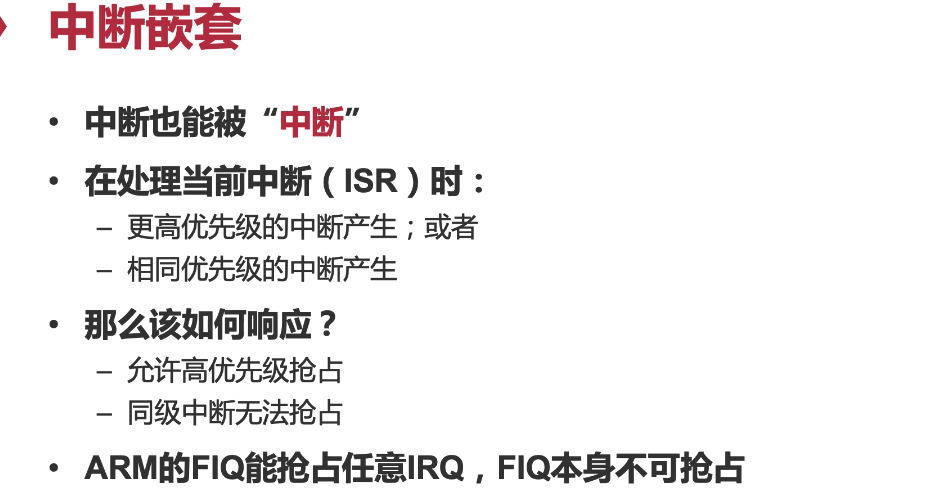 中断嵌套
• 中断也能被“中断”
• 在处理当前中断（ISR）时：
– 更高优先级的中断产生；或者
– 相同优先级的中断产生
• 那么该如何响应？
– 允许高优先级抢占
– 同级中断无法抢占
• ARM的FIQ能抢占任意IRQ，FIQ本身不可抢占